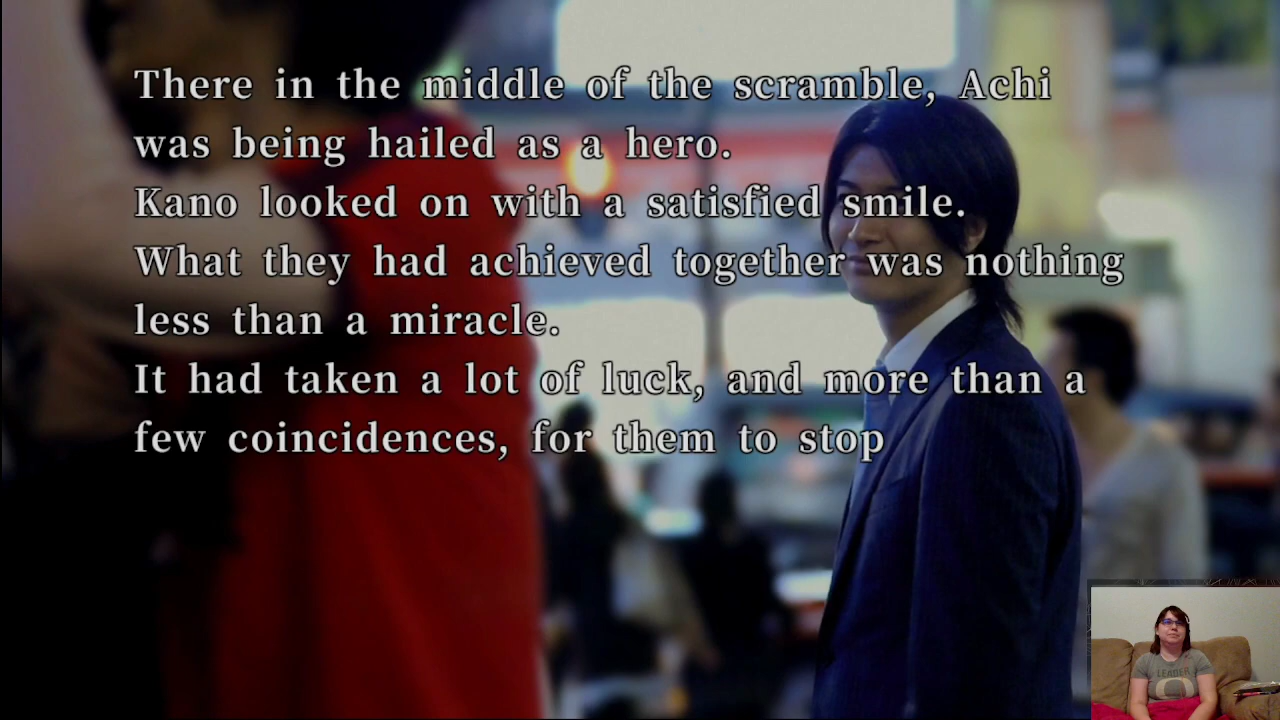 There in the middle of the scramble, Achi
was being hailed as a hero.
Kano looked on with a satisfied smile.
What they had achieved together was nothing
less than a miracle.
It had taken a lot of luck, and more than a
few coincidences, for them to stop
LEADER